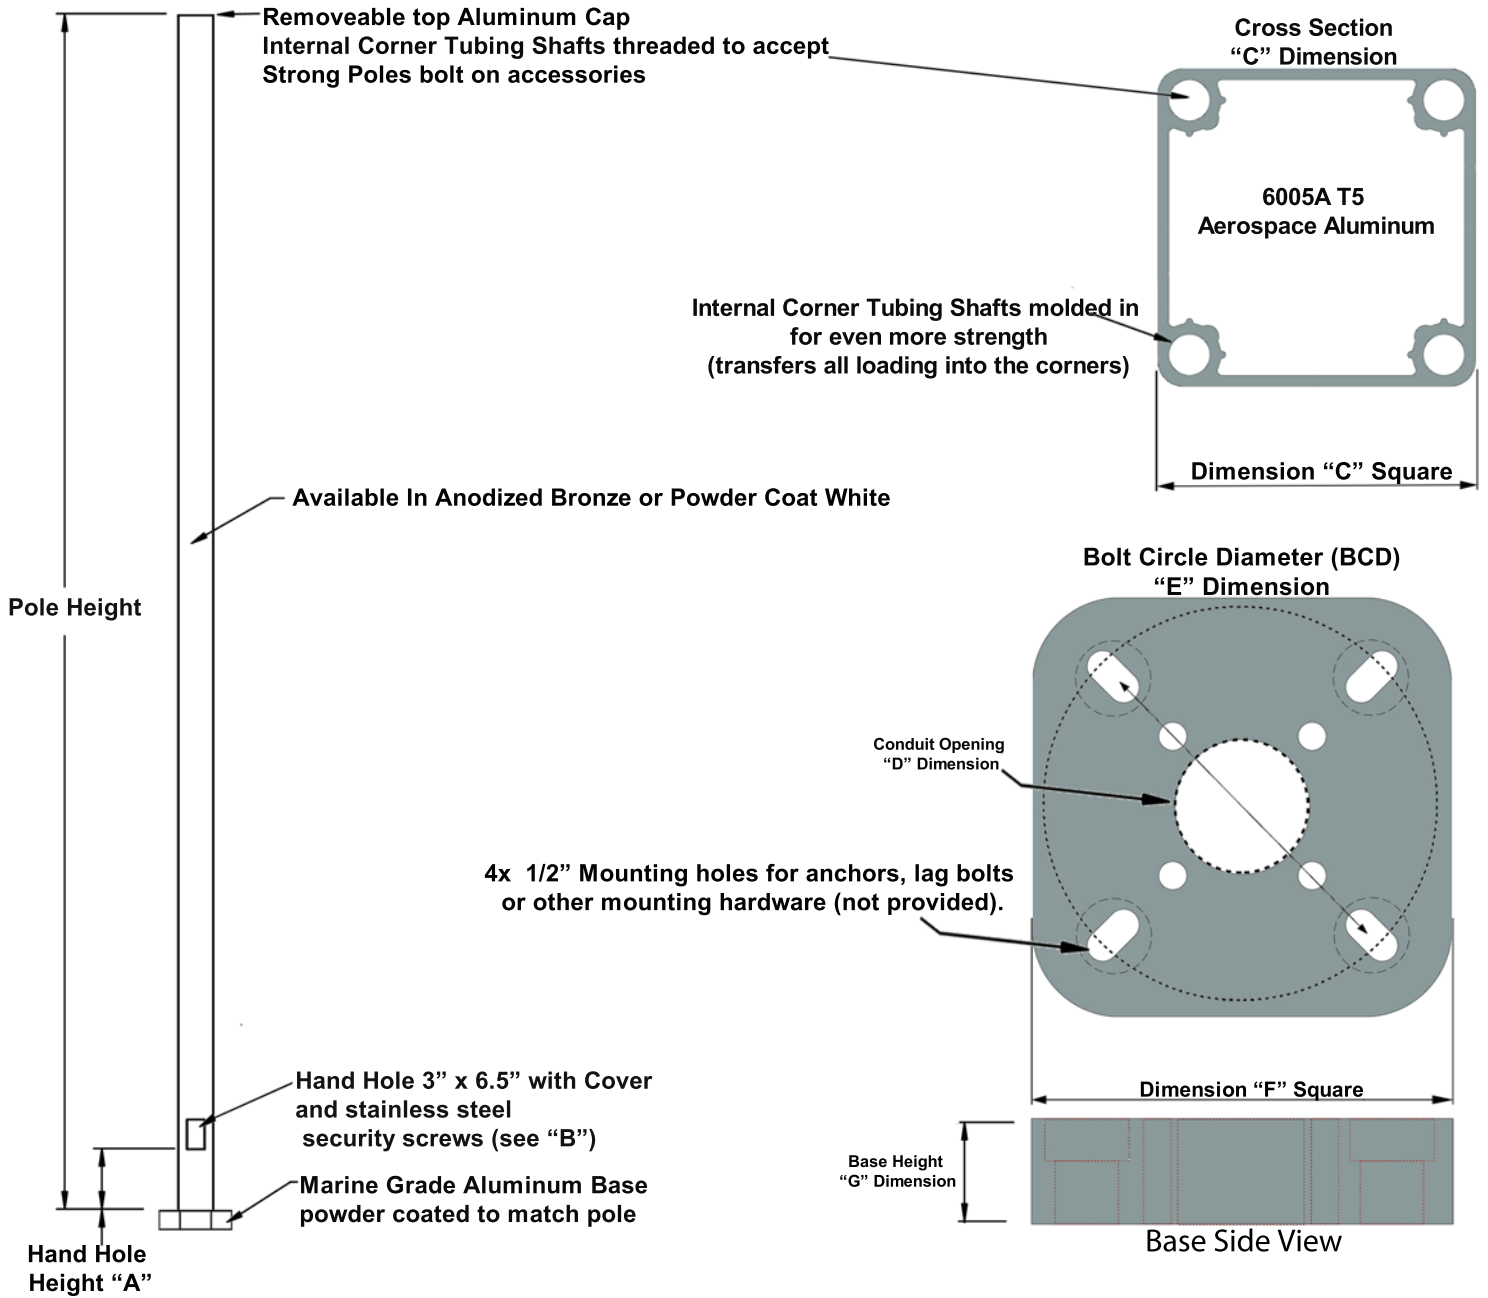 Removeable top Aluminum Cap
Internal Corner Tubing Shafts threaded to accept
Strong Poles bolt on accessories
Cross Section
“C” Dimension
6005A T5
Aerospace Aluminum
Internal Corner Tubing Shafts molded in
for even more strength
(transfers all loading into the corners)
Dimension “C” Square
Available In Anodized Bronze or Powder Coat White
Pole Height
Bolt Circle Diameter (BCD)
“E” Dimension
Conduit Opening
“D” Dimension
4x 1/2” Mounting holes for anchors, lag bolts
or other mounting hardware (not provided).
Hand Hole 3” x 6.5” with Cover
and stainless steel
security screws (see “B”)
Marine Grade Aluminum Base
powder coated to match pole
Hand Hole
Height “A”
Dimension “F” Square
Base Height
“G” Dimension
Base Side View